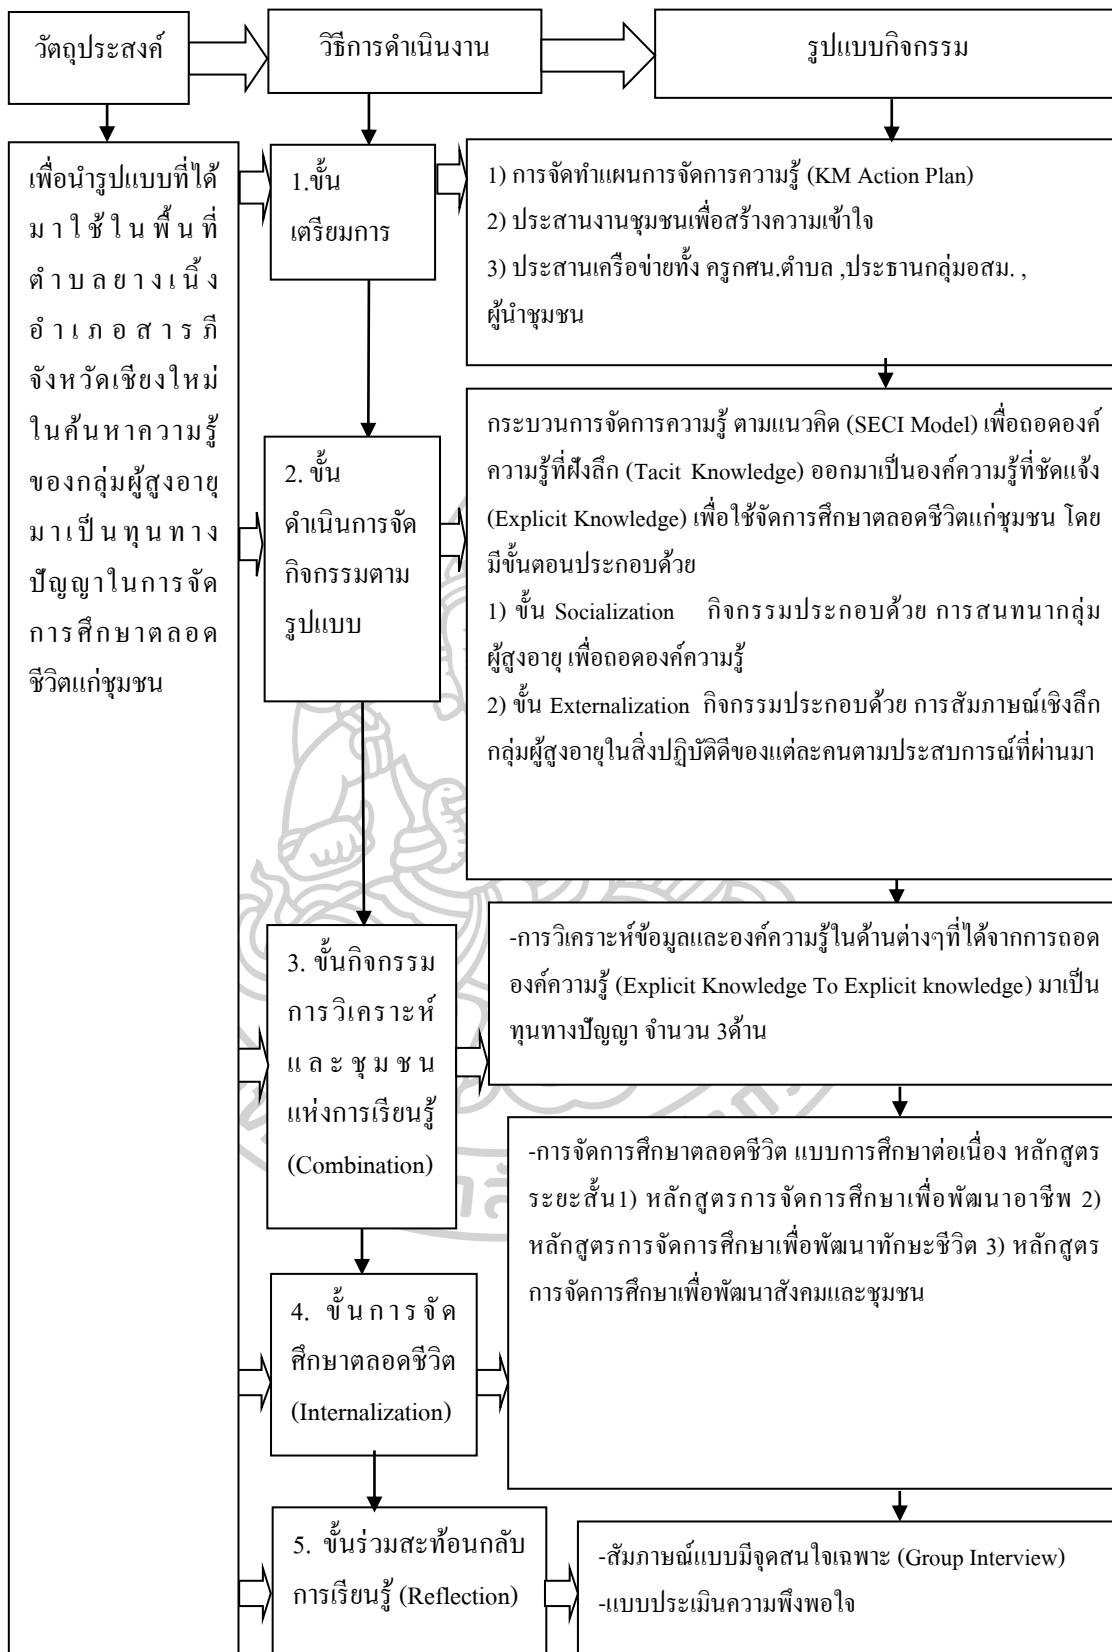 วัตถุประสงค์
วิธีการดำเนินงาน
รูปแบบกิจกรรม
เพื่อนำรูปแบบที่ได้
มาใช้ในพื้นที่
ตำบลยางเนิ้ง
อำเภอสารภี
จังหวัดเชียงใหม่
ในค้นหาความรู้
ของกลุ่มผู้สูงอายุ
มาเป็นทุนทาง
ปัญญาในการจัด
การศึกษาตลอด
ชีวิตแก่ชุมชน
1.ขั้น
เตรียมการ
1) การจัดทำแผนการจัดการความรู้ (KM Action Plan)
2) ประสานงานชุมชนเพื่อสร้างความเข้าใจ
3) ประสานเครือข่ายทั้ง ครูกศน.ตำบล ,ประธานกลุ่มอสม. ,
ผู้นำชุมชน
2. ขั้น
ดำเนินการจัด
กิจกรรมตาม
รูปแบบ
กระบวนการจัดการความรู้ ตามแนวคิด (SECI Model) เพื่อถอดองค์
ความรู้ที่ฝังลึก (Tacit Knowledge) ออกมาเป็นองค์ความรู้ที่ชัดแจ้ง
(Explicit Knowledge) เพื่อใช้จัดการศึกษาตลอดชีวิตแก่ชุมชน โดย
มีขั้นตอนประกอบด้วย
1) ขั้น Socialization กิจกรรมประกอบด้วย การสนทนากลุ่ม
ผู้สูงอายุ เพื่อถอดองค์ความรู้
2) ขั้น Externalization กิจกรรมประกอบด้วย การสัมภาษณ์เชิงลึก
กลุ่มผู้สูงอายุในสิ่งปฏิบัติดีของแต่ละคนตามประสบการณ์ที่ผ่านมา
3. ขั้นกิจกรรม
การวิเคราะห์
และชุมชน
แห่งการเรียนรู้
(Combination)
-การวิเคราะห์ข้อมูลและองค์ความรู้ในด้านต่างๆที่ได้จากการถอด
องค์ความรู้ (Explicit Knowledge To Explicit knowledge) มาเป็น
ทุนทางปัญญา จำนวน 3ด้าน
4. ขั้นการจัด
ศึกษาตลอดชีวิต
(Internalization)
-การจัดการศึกษาตลอดชีวิต แบบการศึกษาต่อเนื่อง หลักสูตร
ระยะสั้น1) หลักสูตรการจัดการศึกษาเพื่อพัฒนาอาชีพ 2)
หลักสูตรการจัดการศึกษาเพื่อพัฒนาทักษะชีวิต 3) หลักสูตร
การจัดการศึกษาเพื่อพัฒนาสังคมและชุมชน
5. ขั้นร่วมสะท้อนกลับ
การเรียนรู้ (Reflection)
-สัมภาษณ์แบบมีจุดสนใจเฉพาะ (Group Interview)
-แบบประเมินความพึงพอใจ